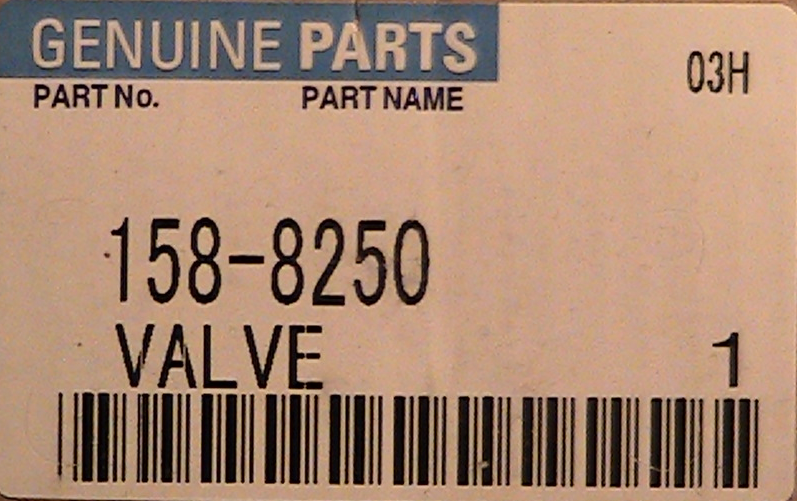 GENUINE PARTS
03H
PART No. PART NAME
158-8250
VALVE 1